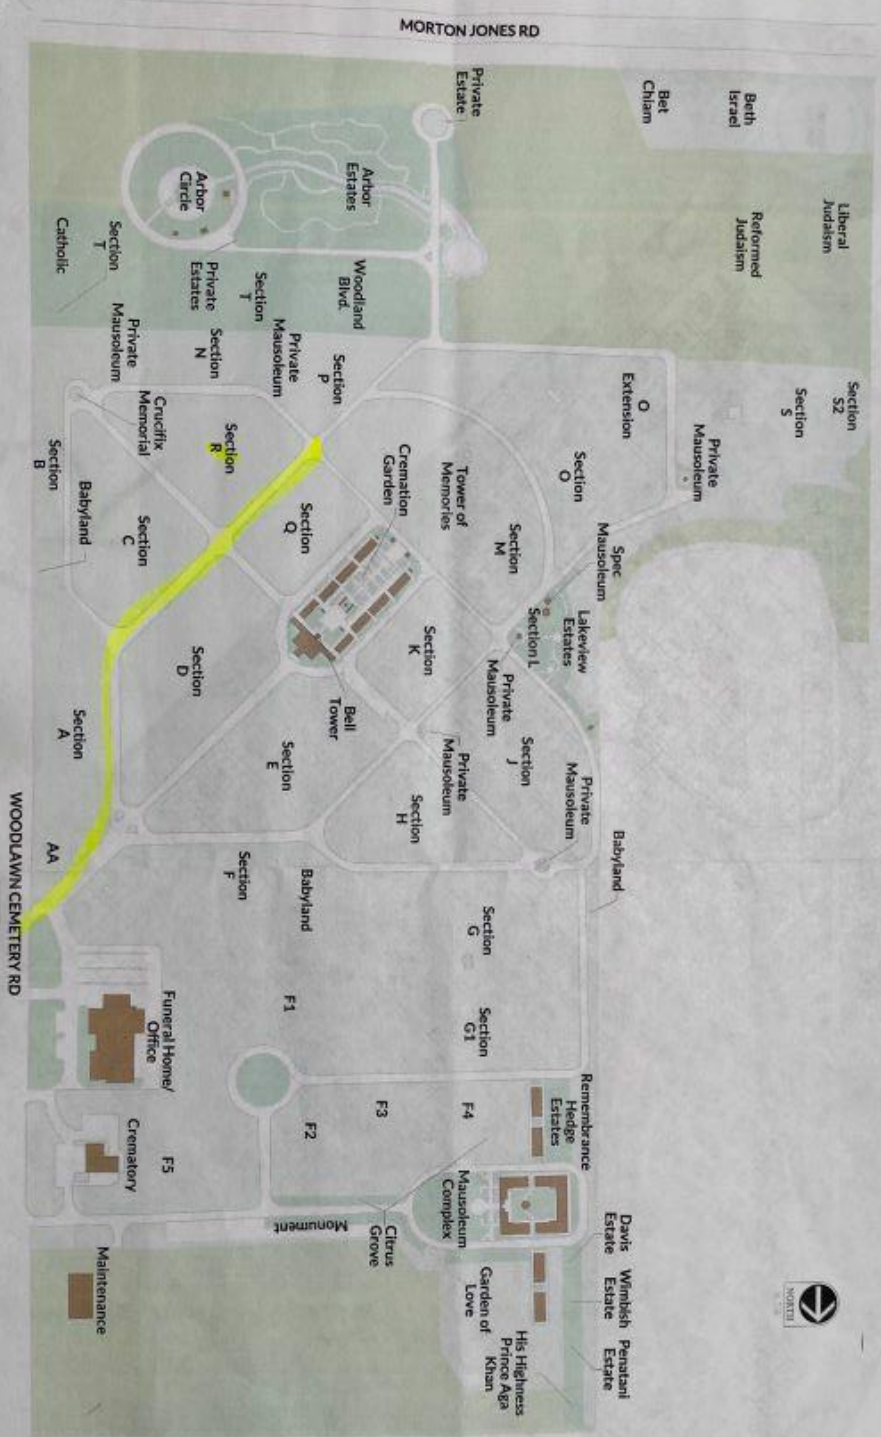 MORTON JONES RD
Private
Estate
Bet
Chiam
Beth
Israel
Liberal
Judaism
Reformed
Judaism
Arbor
Estates
Arbor
Circle
Woodland
Blvd.
Section
T
Private
Estates
Section
T
Catholic
Section
S2
Section
S
Private
Mausoleum
O
Extension
Section
O
Section
P
Private
Mausoleum
Section
N
Private
Mausoleum
Crucifix
Memorial
Section
R
Cremation
Garden
Tower of
Memories
Section
M
Spec
Mausoleum
Lakeview
Estates
Section L
Section
Q
Section
B
Babyland
Section
C
Section
K
Private
Mausoleum
Section
J
Private
Mausoleum
Bell
Tower
Section
D
Section
E
Private
Mausoleum
Section
H
Babyland
Section
A
AA
WOODLAWN CEMETERY RD
Section
F
Babyland
Section
G
Section
G1
F1
Funeral Home/
Office
Remembrance
Hedge
Estates
F4
F3
F2
F5
Crematory
Mausoleum
Complex
Citrus
Grove
Monument
Maintenance
Garden of
Love
Davis
Estate
Wimbish
Estate
Penatani
Estate
His Highness
Prince Aga
Khan
NORTH